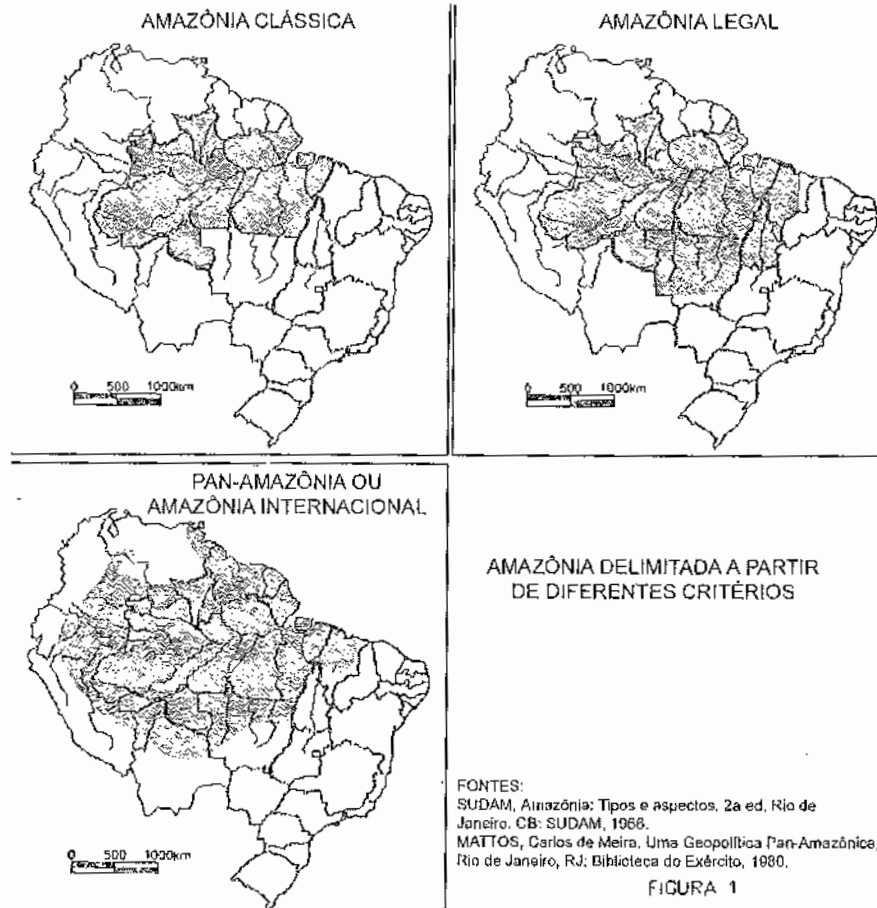 AMAZÔNIA CLÁSSICA
0 500 1000km
AMAZÔNIA LEGAL
0 500 1000km
PAN-AMAZÔNIA OU
AMAZÔNIA INTERNACIONAL
0 500 1000km
AMAZÔNIA DELIMITADA A PARTIR
DE DIFERENTES CRITÉRIOS
FONTES:
SUDAM, Amazônia: Tipos e aspectos, 2a ed, Rio de
Janeiro. CB: SUDAM, 1966.
MATTOS, Carlos de Meira, Uma Geopolítica Pan-Amazônica,
Rio de Janeiro, RJ: Biblioteca do Exército, 1980.
FIGURA 1